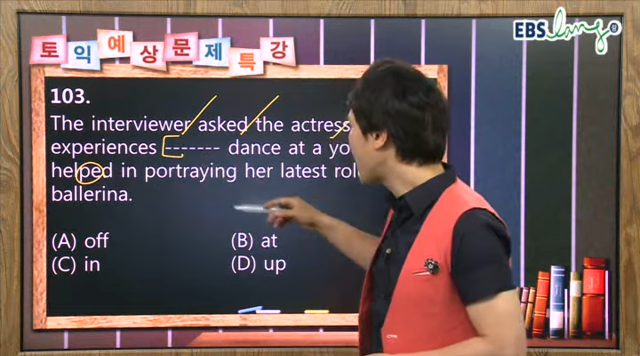 토익 예상문제 특강
EBS lang
103.
The interviewer asked the actress
experiences ------- dance at a yo
helped in portraying her latest role
ballerina.
(A) off
(B) at
(C) in
(D) up